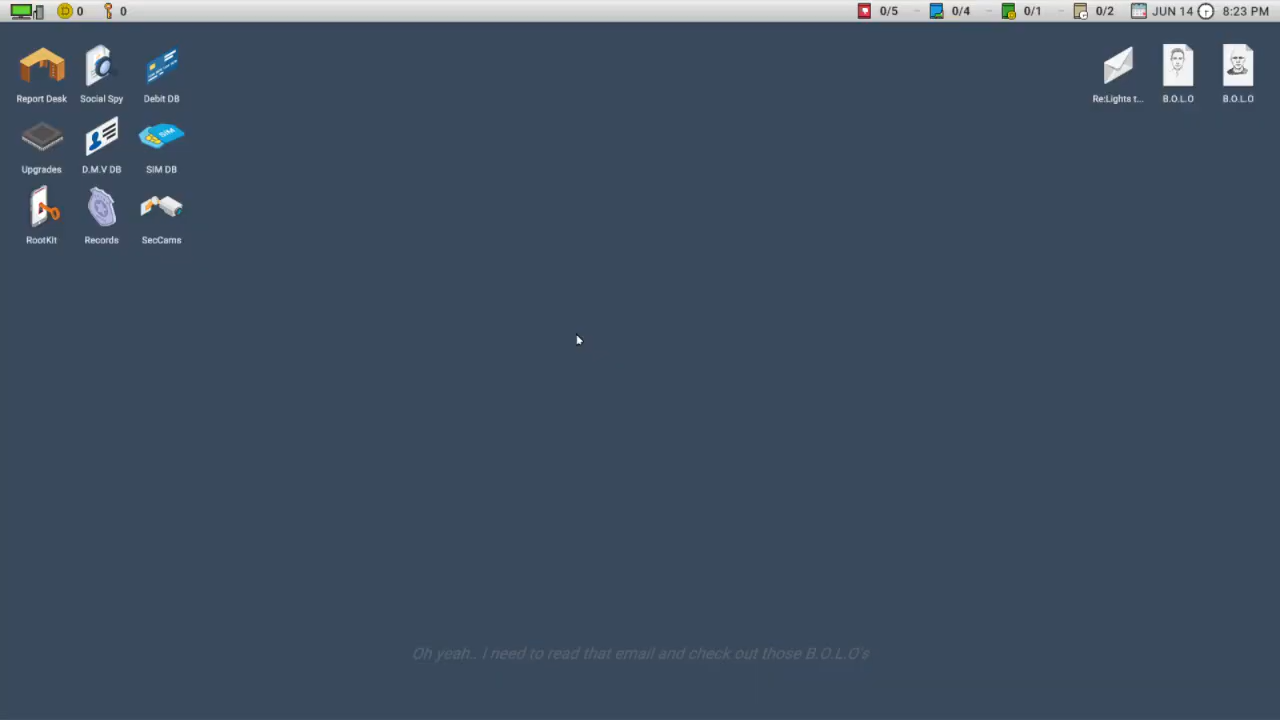 0 0 0/5 0/4 0/1 0/2 JUN 14 8:23 PM
Report Desk Social Spy Debit DB Re:Lights t... B.O.L.O B.O.L.O
Upgrades D.M.V DB SIM DB
SIM
RootKit Records SecCams
Oh yeah.. I need to read that email and check out those B.O.L.O's